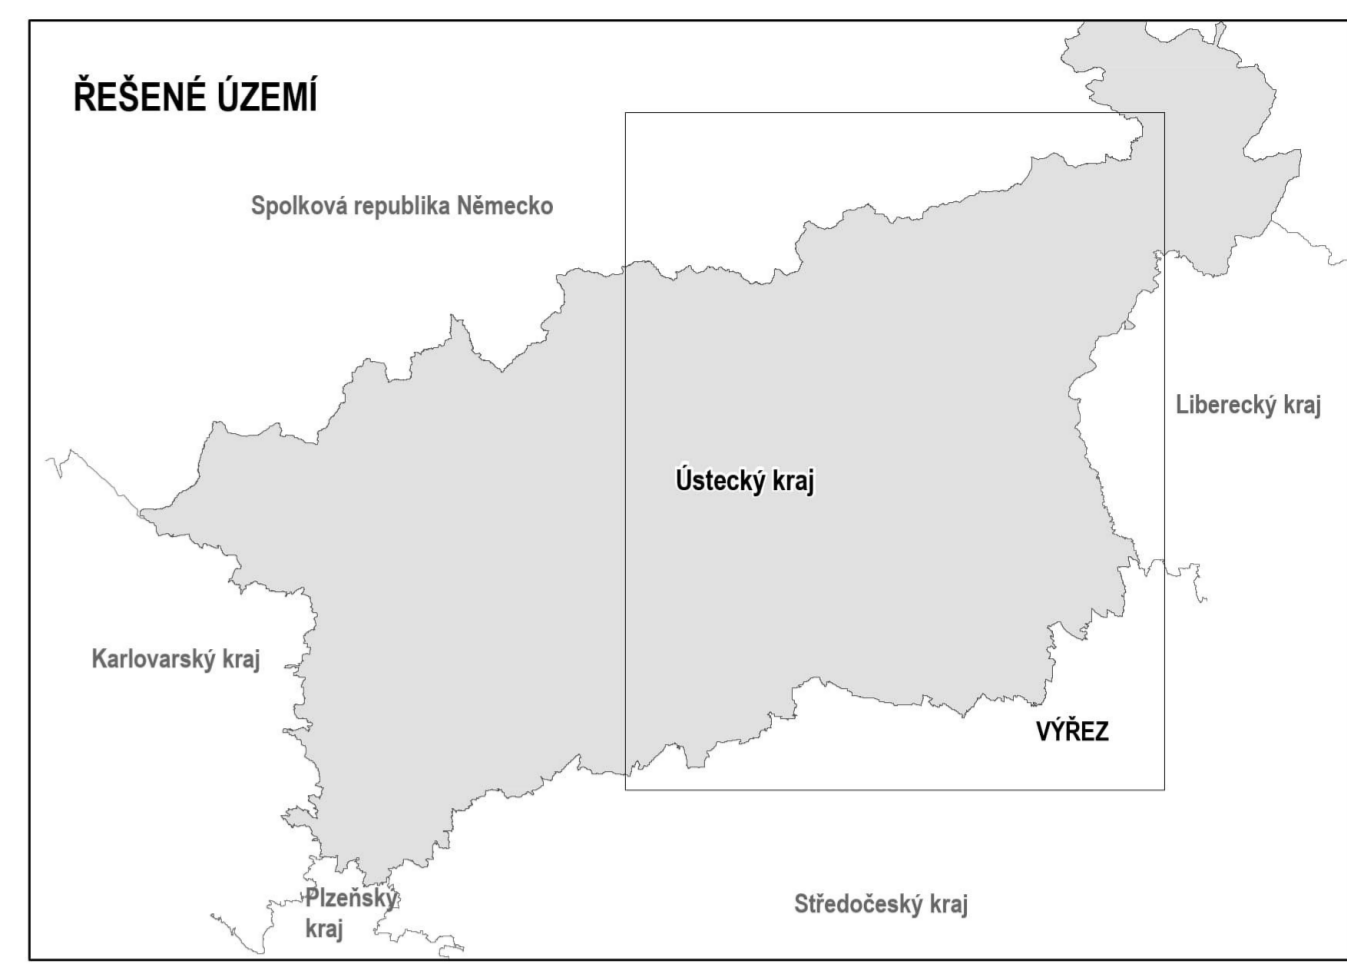 ŘEŠENÉ ÚZEMÍ
Spolková republika Německo
Liberecký kraj
Ústecký kraj
Karlovarský kraj
VÝŘEZ
Plzeňský
kraj
Středočeský kraj